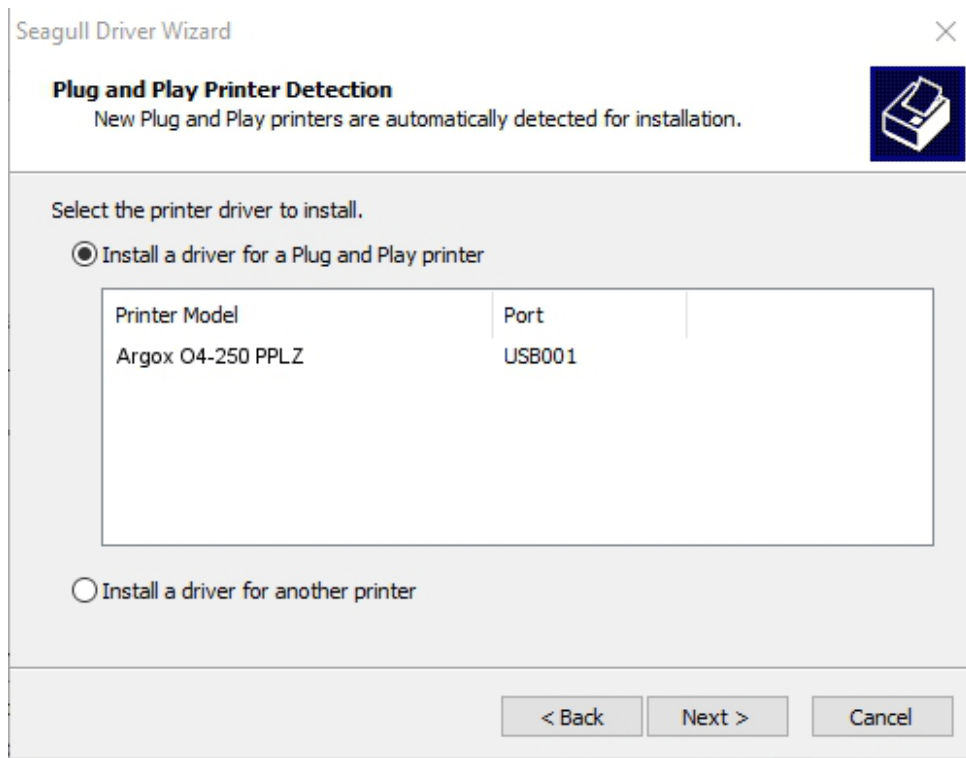 Seagull Driver Wizard
Plug and Play Printer Detection
New Plug and Play printers are automatically detected for installation.
Select the printer driver to install.
Install a driver for a Plug and Play printer
Printer Model Port
Argox O4-250 PPLZ USB001
Install a driver for another printer
< Back Next > Cancel